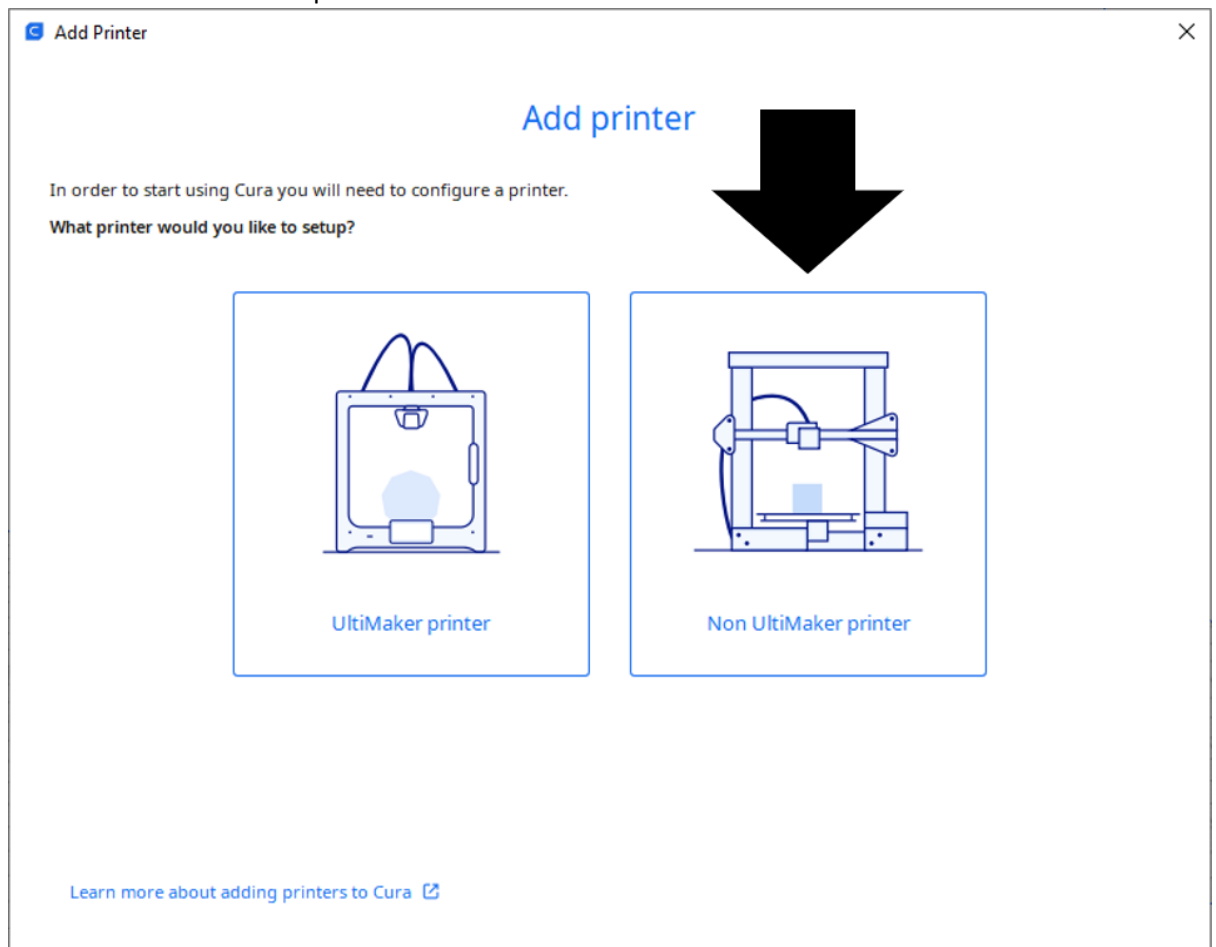 Add Printer
Add printer
In order to start using Cura you will need to configure a printer.
What printer would you like to setup?
UltiMaker printer
Non UltiMaker printer
Learn more about adding printers to Cura